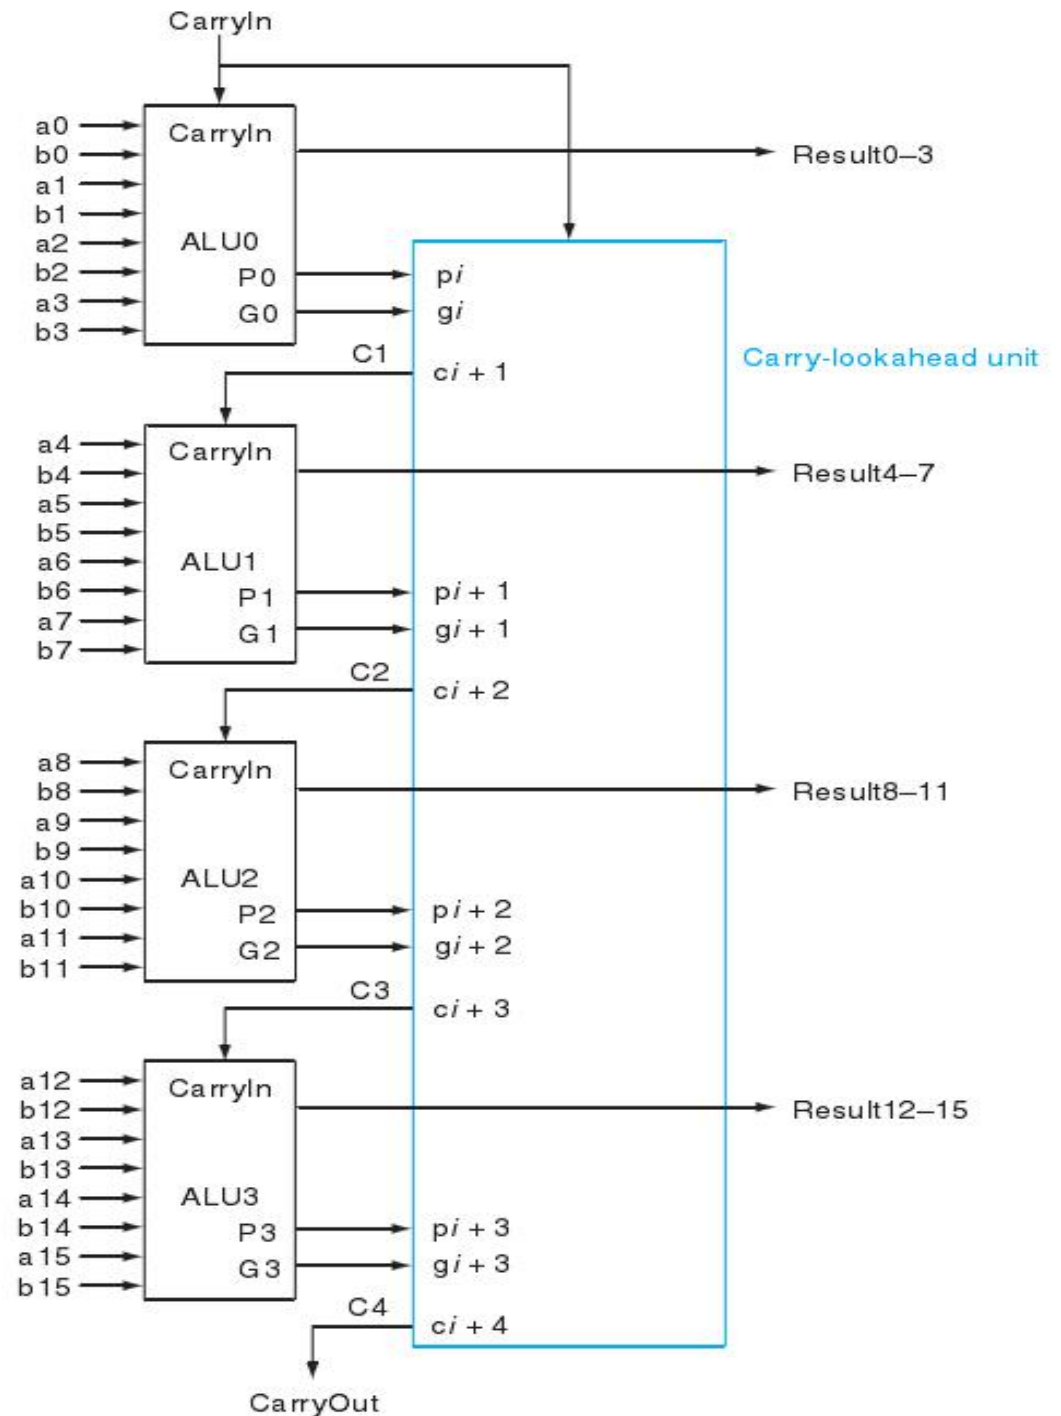 CarryIn
a0
b0
a1
b1
a2
b2
a3
b3
CarryIn
ALU0
P0
G0
Result0–3
pi
gi
C1
ci + 1
Carry-lookahead unit
a4
b4
a5
b5
a6
b6
a7
b7
CarryIn
ALU1
P1
G1
Result4–7
pi + 1
gi + 1
C2
ci + 2
a8
b8
a9
b9
a10
b10
a11
b11
CarryIn
ALU2
P2
G2
Result8–11
pi + 2
gi + 2
C3
ci + 3
a12
b12
a13
b13
a14
b14
a15
b15
CarryIn
ALU3
P3
G3
Result12–15
pi + 3
gi + 3
C4
ci + 4
CarryOut